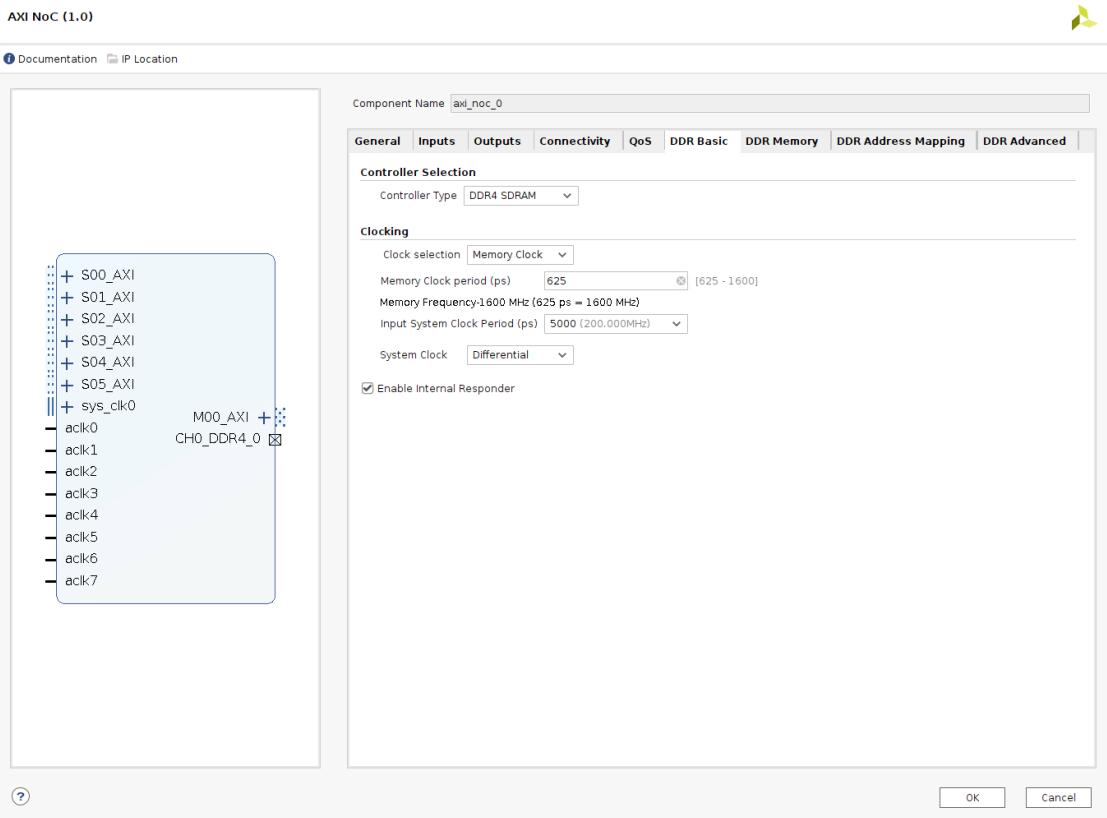 AXI NoC (1.0)
Documentation IP Location
Component Name axi_noc_0
General Inputs Outputs Connectivity QoS DDR Basic DDR Memory DDR Address Mapping DDR Advanced
Controller Selection
Controller Type DDR4 SDRAM
Clocking
Clock selection Memory Clock
Memory Clock period (ps) 625 [625 - 1600]
Memory Frequency-1600 MHz (625 ps = 1600 MHz)
Input System Clock Period (ps) 5000 (200.000MHz)
System Clock Differential
Enable Internal Responder
S00_AXI
S01_AXI
S02_AXI
S03_AXI
S04_AXI
S05_AXI
sys_clk0
aclk0
aclk1
aclk2
aclk3
aclk4
aclk5
aclk6
aclk7
M00_AXI
CH0_DDR4_0
?
OK Cancel